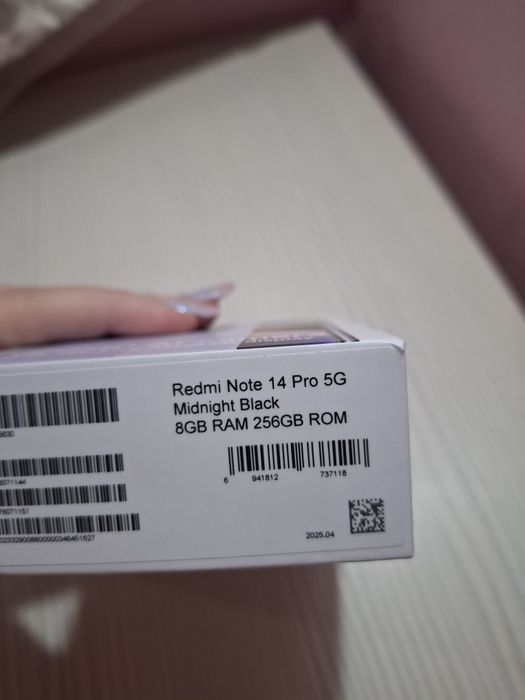 Redmi Note 14 Pro 5G
Midnight Black
8GB RAM 256GB ROM
6 941812 737118
2025.04